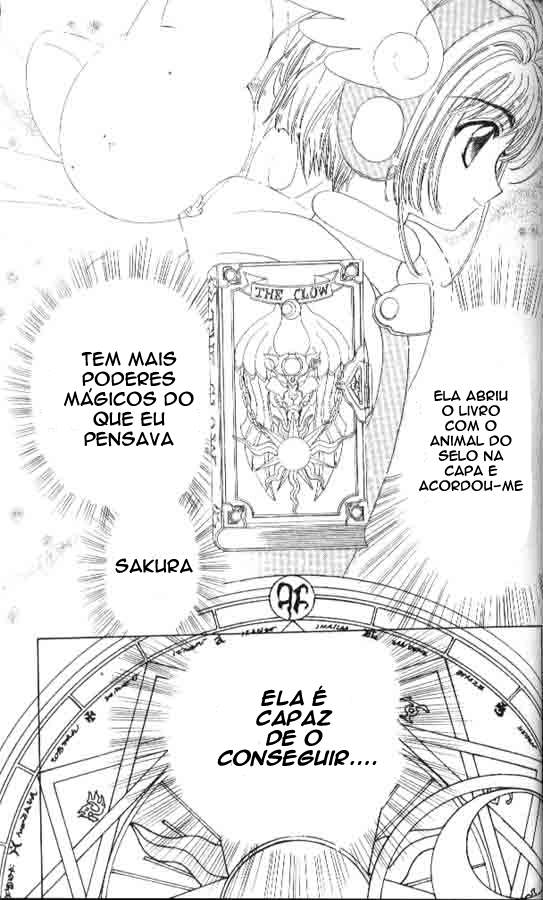 THE CLOW
ELA ABRIU
O LIVRO
COM O
ANIMAL DO
SELO NA
CAPA E
ACORDOU-ME
TEM MAIS
PODERES
MÁGICOS DO
QUE EU
PENSAVA
SAKURA
ELA É
CAPAZ
DE O
CONSEGUIR....